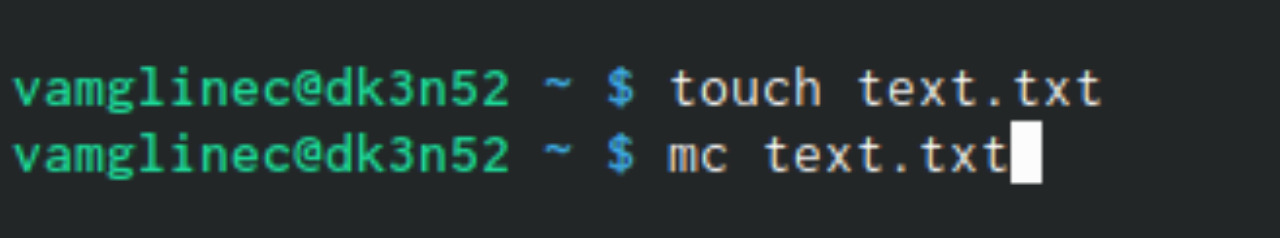 vamglinec@dk3n52 ~ $ touch text.txt
vamglinec@dk3n52 ~ $ mc text.txt